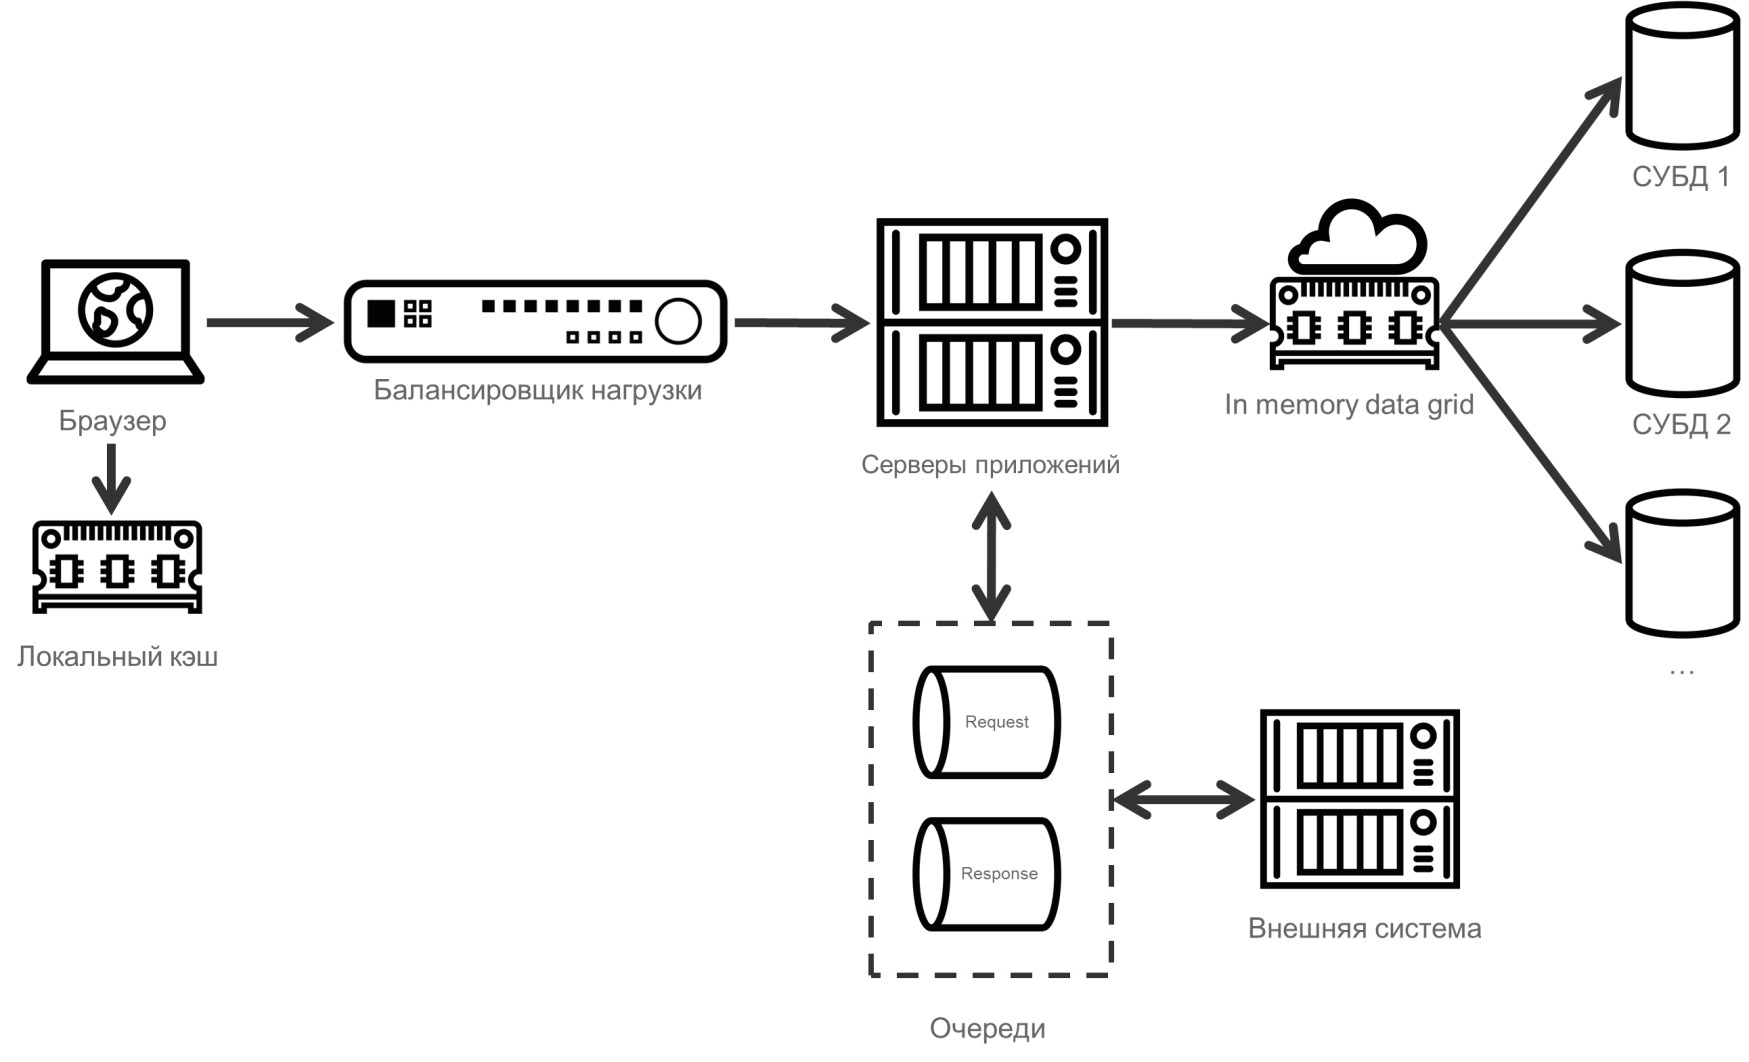 СУБД 1
Браузер
Балансировщик нагрузки
Серверы приложений
In memory data grid
СУБД 2
Локальный кэш
...
Request
Response
Внешняя система
Очереди